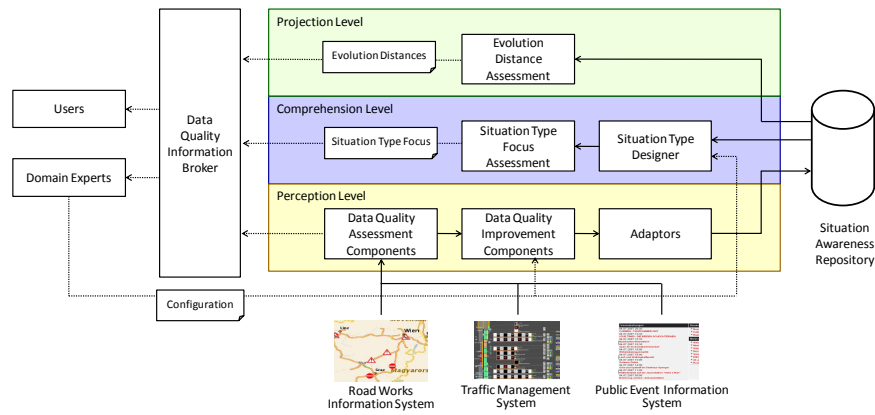 Projection Level
Evolution Distances
Evolution
Distance
Assessment
Users
Data
Quality
Information
Broker
Comprehension Level
Situation Type Focus
Situation Type
Focus
Assessment
Situation Type
Designer
Domain Experts
Perception Level
Data Quality
Assessment
Components
Data Quality
Improvement
Components
Adaptors
Situation
Awareness
Repository
Configuration
Wien
Road Works
Information System
Traffic Management
System
Public Event Information
System